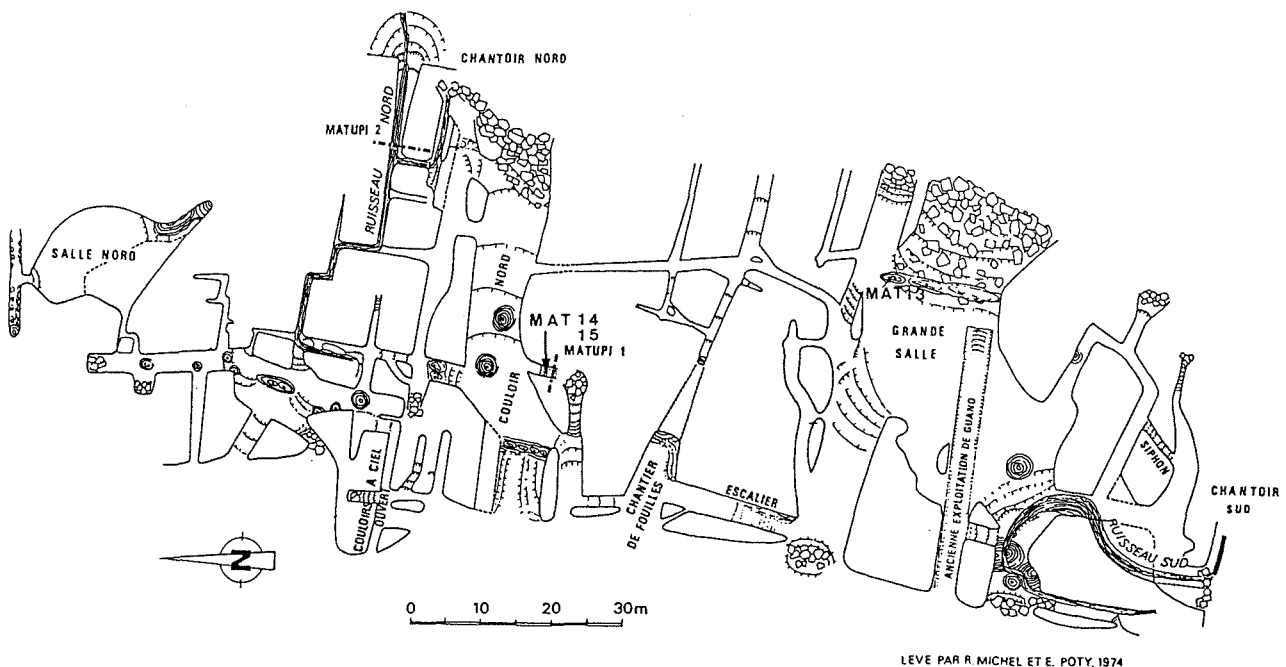 CHANTOIR NORD
MATUPI 2
RUISSEAU NORD
SALLE NORD
COULOIR NORD
MAT 14
15
MATUPI 1
MAT 13
GRANDE
SALLE
ANCIENNE EXPLOITATION DE GUANO
SIPHON
CHANTOIR
SUD
RUISSEAU SUD
ESCALIER
CHANTIER
DE FOUILLES
COULOIRS A CIEL
OUVERT
N
0 10 20 30m
LEVE PAR R. MICHEL ET E. POTY, 1974